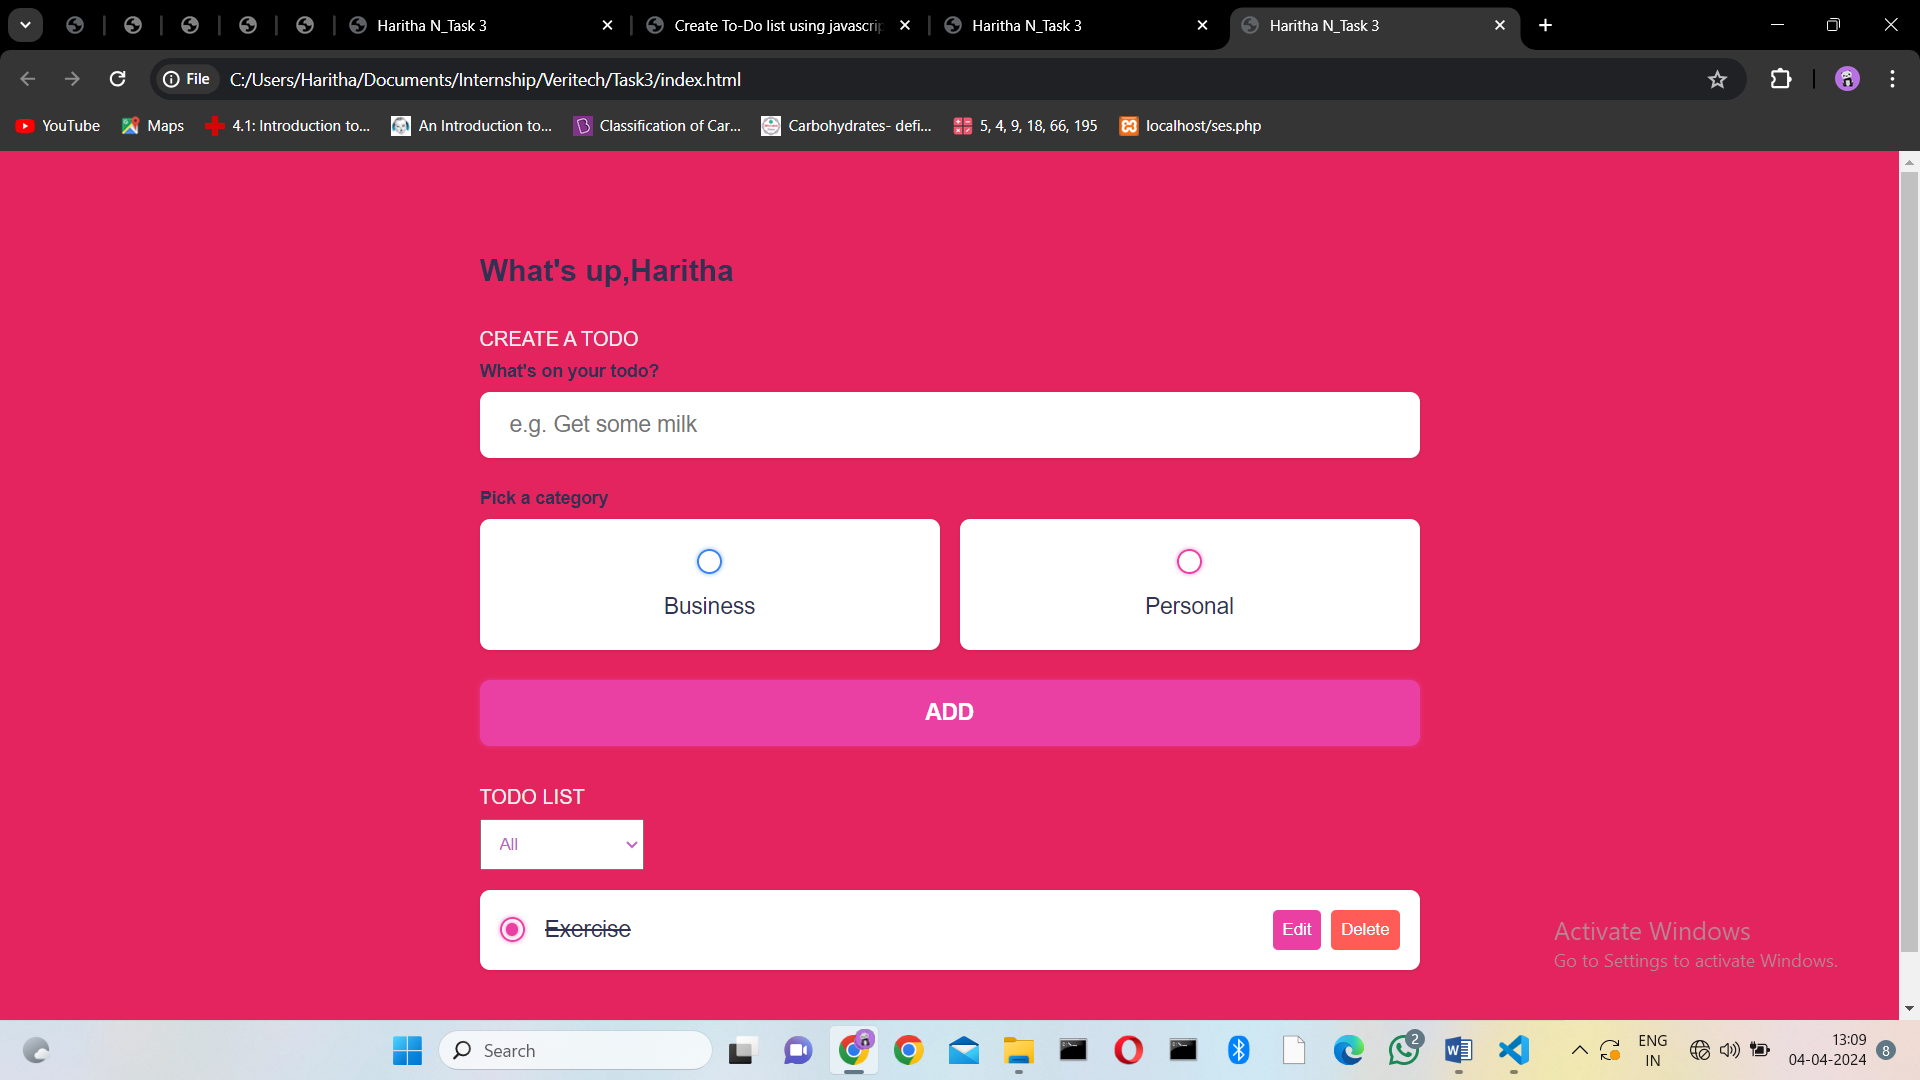 Haritha N_Task 3
Create To-Do list using javascrip
Haritha N_Task 3
Haritha N_Task 3
File
C:/Users/Haritha/Documents/Internship/Veritech/Task3/index.html
YouTube
Maps
4.1: Introduction to...
An Introduction to...
Classification of Car...
Carbohydrates- defi...
5, 4, 9, 18, 66, 195
localhost/ses.php
What's up,Haritha
CREATE A TODO
What's on your todo?
e.g. Get some milk
Pick a category
Business
Personal
ADD
TODO LIST
All
Exercise
Edit
Delete
Activate Windows
Go to Settings to activate Windows.
Search
2
ENG
IN
13:09
04-04-2024
8